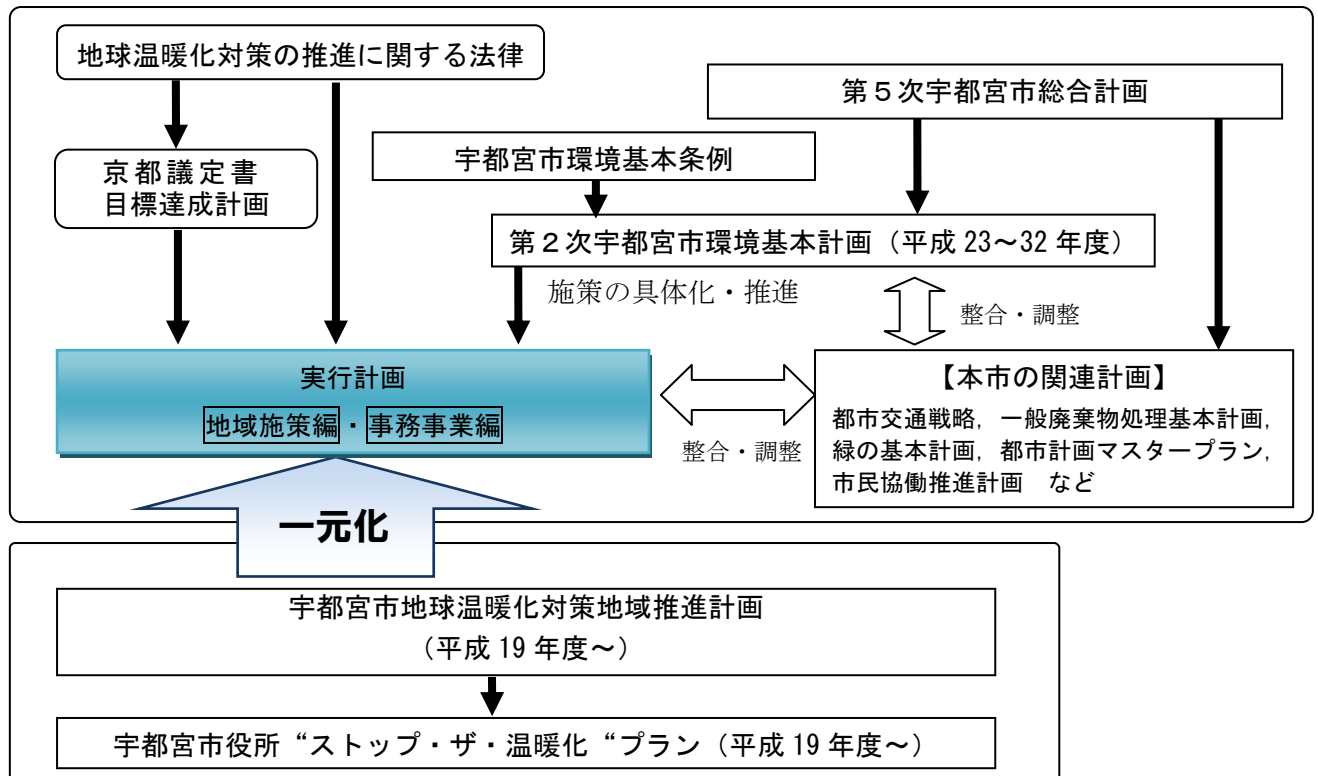 地球温暖化対策の推進に関する法律
第５次宇都宮市総合計画
宇都宮市環境基本条例
京都議定書
目標達成計画
第２次宇都宮市環境基本計画（平成 23～32 年度）
施策の具体化・推進
整合・調整
実行計画
地域施策編・事務事業編
整合・調整
【本市の関連計画】
都市交通戦略，一般廃棄物処理基本計画，
緑の基本計画，都市計画マスタープラン，
市民協働推進計画　など
一元化
宇都宮市地球温暖化対策地域推進計画
（平成 19 年度～）
宇都宮市役所“ストップ・ザ・温暖化“プラン（平成 19 年度～）